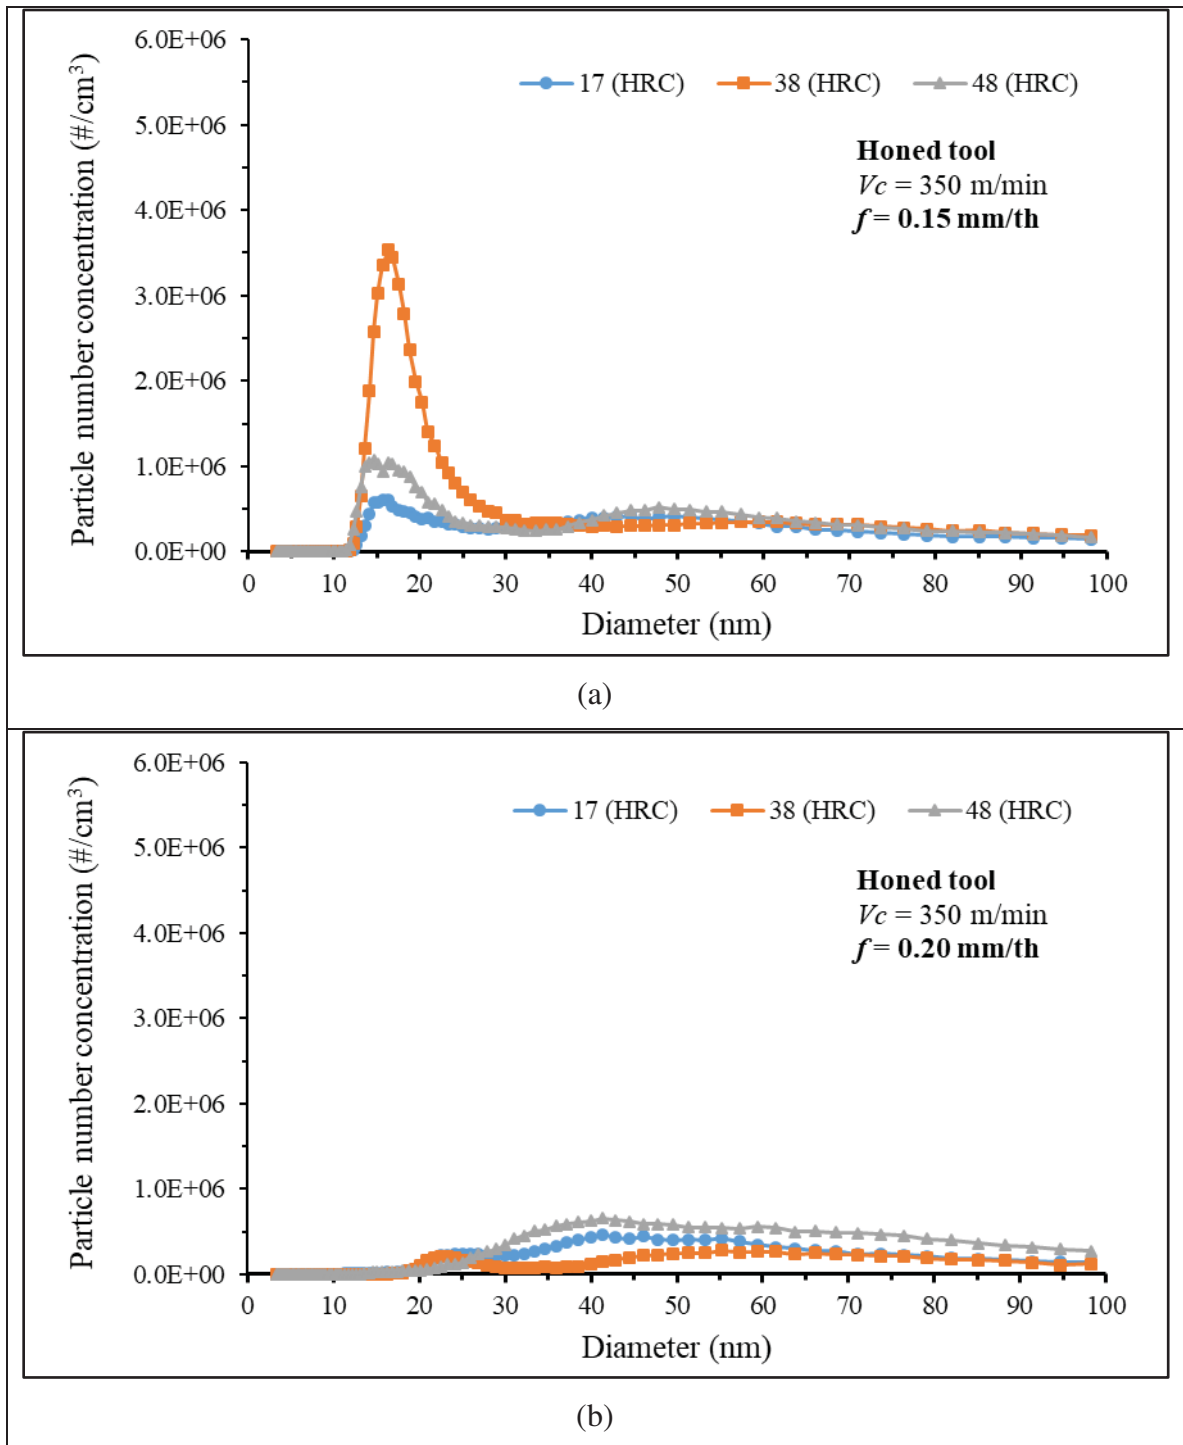 6.0E+06
5.0E+06
4.0E+06
3.0E+06
2.0E+06
1.0E+06
0.0E+00
Particle number concentration (#/cm³)
17 (HRC) 38 (HRC) 48 (HRC)
Honed tool
Vc = 350 m/min
f = 0.15 mm/th
0 10 20 30 40 50 60 70 80 90 100
Diameter (nm)
(a)
6.0E+06
5.0E+06
4.0E+06
3.0E+06
2.0E+06
1.0E+06
0.0E+00
Particle number concentration (#/cm³)
17 (HRC) 38 (HRC) 48 (HRC)
Honed tool
Vc = 350 m/min
f = 0.20 mm/th
0 10 20 30 40 50 60 70 80 90 100
Diameter (nm)
(b)